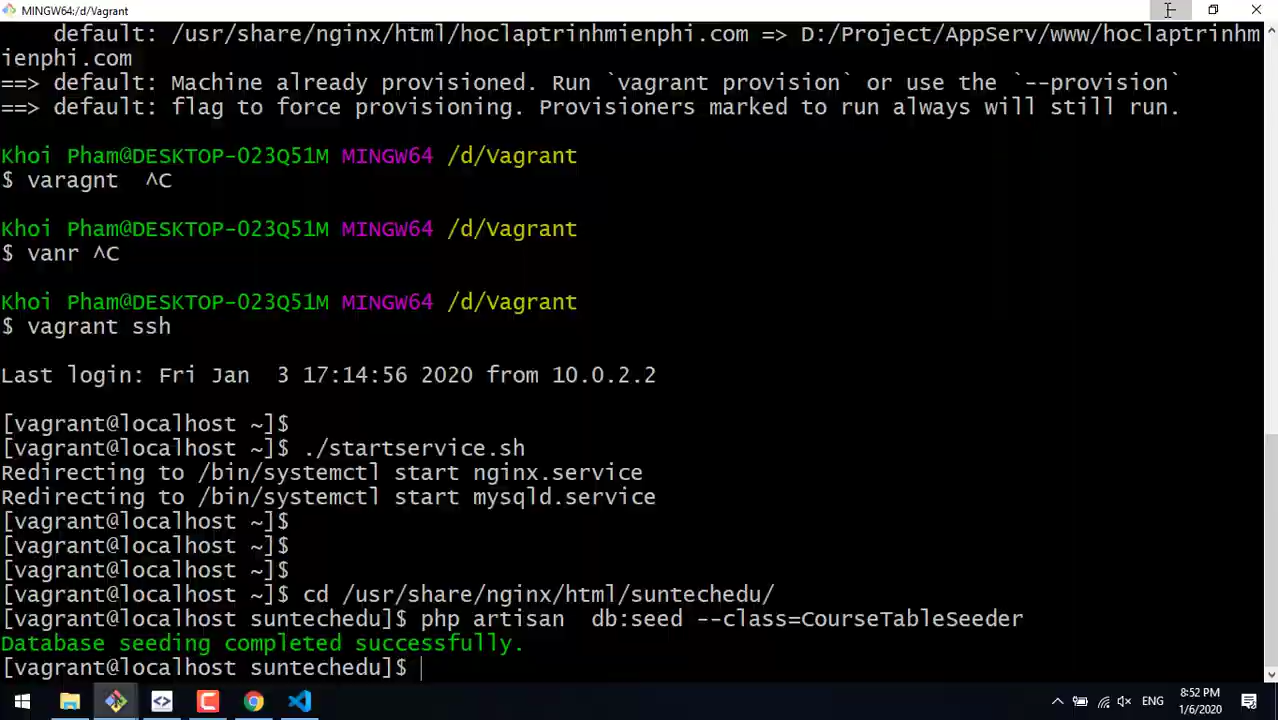 MINGW64:/d/Vagrant
default: /usr/share/nginx/html/hoclaptrinhmienphi.com => D:/Project/AppServ/www/hoclaptrinhm
ienphi.com
==> default: Machine already provisioned. Run `vagrant provision` or use the `--provision`
==> default: flag to force provisioning. Provisioners marked to run always will still run.
Khoi Pham@DESKTOP-023Q51M MINGW64 /d/Vagrant
$ varagnt  ^C
Khoi Pham@DESKTOP-023Q51M MINGW64 /d/Vagrant
$ vanr ^C
Khoi Pham@DESKTOP-023Q51M MINGW64 /d/Vagrant
$ vagrant ssh
Last login: Fri Jan  3 17:14:56 2020 from 10.0.2.2
[vagrant@localhost ~]$
[vagrant@localhost ~]$ ./startservice.sh
Redirecting to /bin/systemctl start nginx.service
Redirecting to /bin/systemctl start mysqld.service
[vagrant@localhost ~]$
[vagrant@localhost ~]$
[vagrant@localhost ~]$
[vagrant@localhost ~]$ cd /usr/share/nginx/html/suntechedu/
[vagrant@localhost suntechedu]$ php artisan  db:seed --class=CourseTableSeeder
Database seeding completed successfully.
[vagrant@localhost suntechedu]$
ENG
8:52 PM
1/6/2020